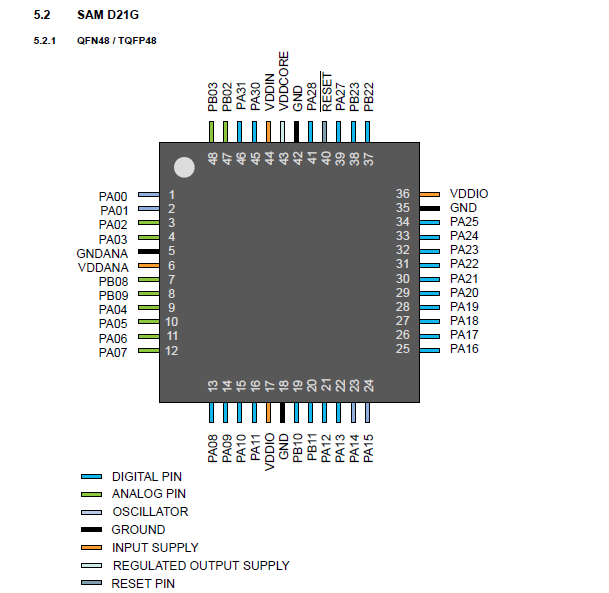 5.2 SAM D21G
5.2.1 QFN48 / TQFP48
PB03 PB02 PA31 PA30 VDDIN VDDCORE GND PA28 RESET PA27 PB23 PB22
48 47 46 45 44 43 42 41 40 39 38 37
PA00 1 36 VDDIO
PA01 2 35 GND
PA02 3 34 PA25
PA03 4 33 PA24
GNDANA 5 32 PA23
VDDANA 6 31 PA22
PB08 7 30 PA21
PB09 8 29 PA20
PA04 9 28 PA19
PA05 10 27 PA18
PA06 11 26 PA17
PA07 12 25 PA16
13 14 15 16 17 18 19 20 21 22 23 24
PA08 PA09 PA10 PA11 VDDIO GND PB10 PB11 PA12 PA13 PA14 PA15
DIGITAL PIN
ANALOG PIN
OSCILLATOR
GROUND
INPUT SUPPLY
REGULATED OUTPUT SUPPLY
RESET PIN